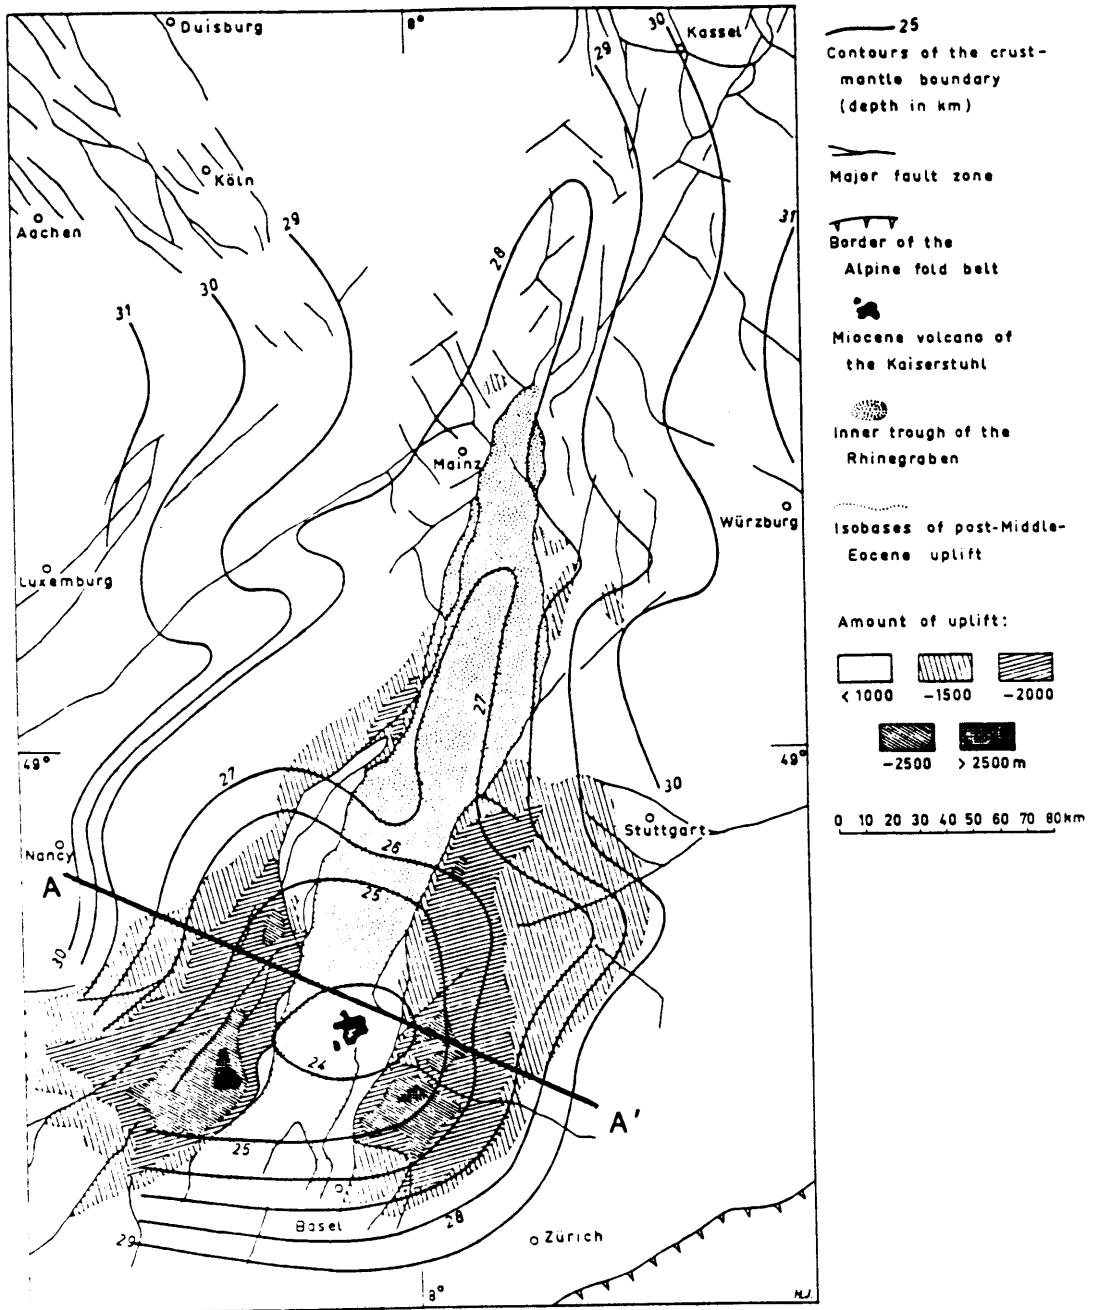 Duisburg
8°
30
Kassel
29
Köln
Aachen
29
28
31
30
31
Mainz
Würzburg
Luxemburg
27
49°
49°
27
30
Stuttgart
Nancy
26
A
25
30
24
A'
25
Basel
28
29
Zürich
8°
H.J.
25
Contours of the crust-
mantle boundary
(depth in km)
Major fault zone
Border of the
Alpine fold belt
Miocene volcano of
the Kaiserstuhl
Inner trough of the
Rhinegraben
Isobases of post-Middle-
Eocene uplift
Amount of uplift:
<1000 -1500 -2000
-2500 >2500m
0 10 20 30 40 50 60 70 80km